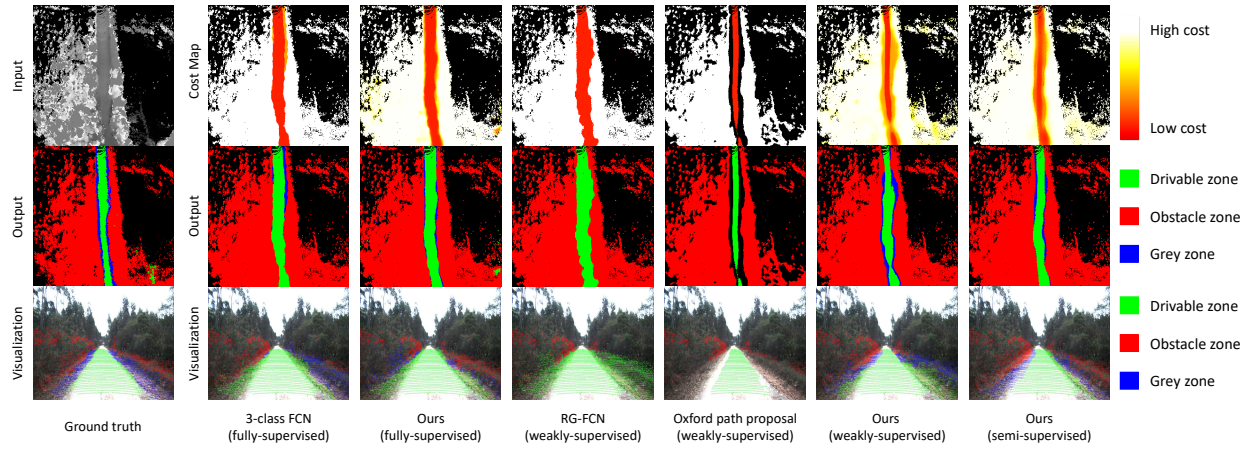 Input
Cost Map
High cost
Low cost
Output
Output
Drivable zone
Obstacle zone
Grey zone
Visualization
Visualization
Drivable zone
Obstacle zone
Grey zone
Ground truth
3-class FCN
(fully-supervised)
Ours
(fully-supervised)
RG-FCN
(weakly-supervised)
Oxford path proposal
(weakly-supervised)
Ours
(weakly-supervised)
Ours
(semi-supervised)